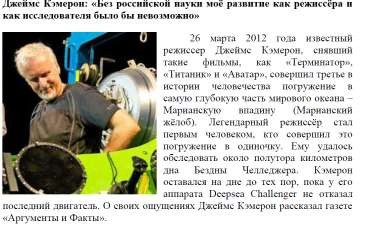 Джеймс Кэмерон: «Без российской науки моё развитие как режиссёра и
как исследователя было бы невозможно»
26 марта 2012 года известный
режиссер Джеймс Кэмерон, снявший
такие фильмы, как «Терминатор»,
«Титаник» и «Аватар», совершил третье в
истории человечества погружение в
самую глубокую часть мирового океана –
Марианскую впадину (Марианский
жёлоб). Легендарный режиссёр стал
первым человеком, кто совершил это
погружение в одиночку. Ему удалось
обследовать около полутора километров
дна Бездны Челледжера. Кэмерон
оставался на дне до тех пор, пока у его
аппарата Deepsea Challenger не отказал
последний двигатель. О своих ощущениях Джеймс Кэмерон рассказал газете
«Аргументы и Факты».